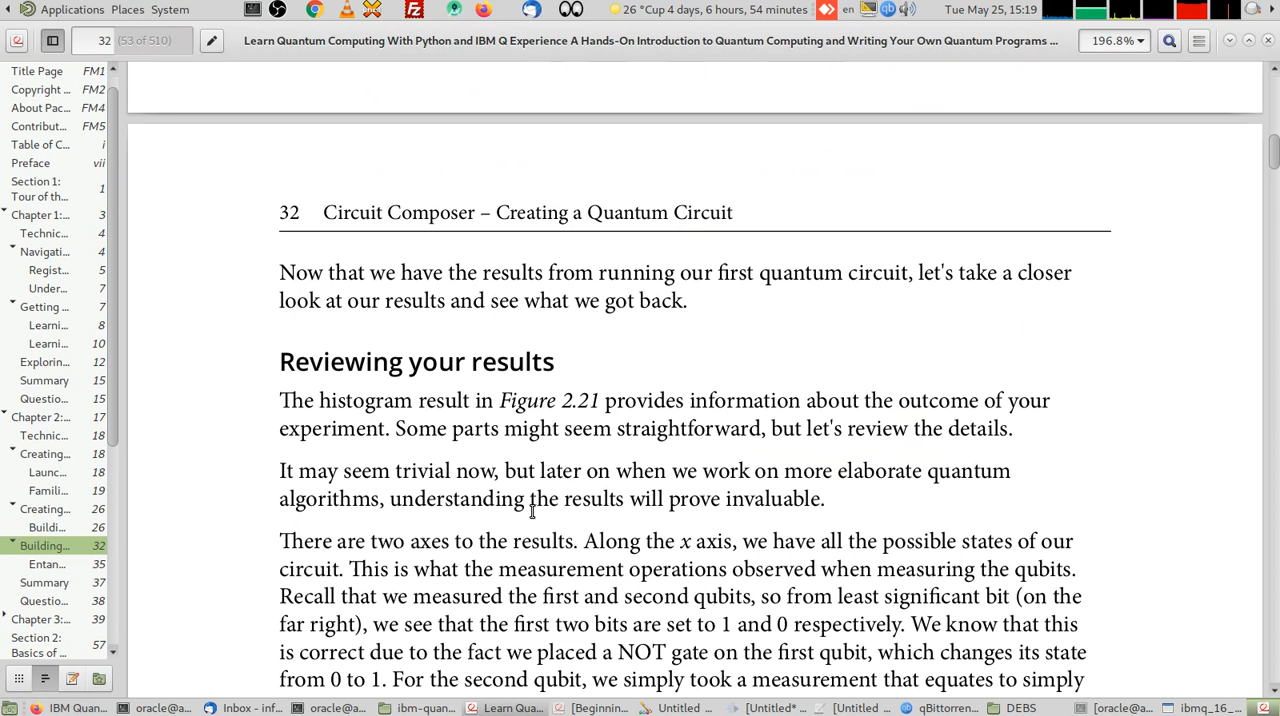 Applications Places System
26 °Cup 4 days, 6 hours, 54 minutes en Tue May 25, 15:19
32 (53 of 510) Learn Quantum Computing With Python and IBM Q Experience A Hands-On Introduction to Quantum Computing and Writing Your Own Quantum Programs ... 196.8%
Title Page FM1
Copyright ... FM2
About Pac... FM4
Contribut... FM5
Table of C... i
Preface vii
Section 1:
Tour of th... 1
Chapter 1:... 3
Technic... 4
Navigati... 4
Regist... 5
Under... 7
Getting ... 7
Learni... 8
Learni... 10
Explorin... 12
Summary 15
Questio... 15
Chapter 2:... 17
Technic... 18
Creating... 18
Launc... 18
Famili... 19
Creating... 26
Buildi... 26
Building... 32
Entan... 35
Summary 37
Questio... 38
Chapter 3:... 39
Section 2:
Basics of ... 57
32 Circuit Composer – Creating a Quantum Circuit
Now that we have the results from running our first quantum circuit, let's take a closer
look at our results and see what we got back.
Reviewing your results
The histogram result in Figure 2.21 provides information about the outcome of your
experiment. Some parts might seem straightforward, but let's review the details.
It may seem trivial now, but later on when we work on more elaborate quantum
algorithms, understanding the results will prove invaluable.
There are two axes to the results. Along the x axis, we have all the possible states of our
circuit. This is what the measurement operations observed when measuring the qubits.
Recall that we measured the first and second qubits, so from least significant bit (on the
far right), we see that the first two bits are set to 1 and 0 respectively. We know that this
is correct due to the fact we placed a NOT gate on the first qubit, which changes its state
from 0 to 1. For the second qubit, we simply took a measurement that equates to simply
IBM Quan... oracle@a... Inbox - inf... oracle@a... ibm-quan... Learn Qua... [Beginnin... Untitled ... [Untitled* ... [Untitled ... qBittorren... DEBS [oracle@a... ibmq_16_...